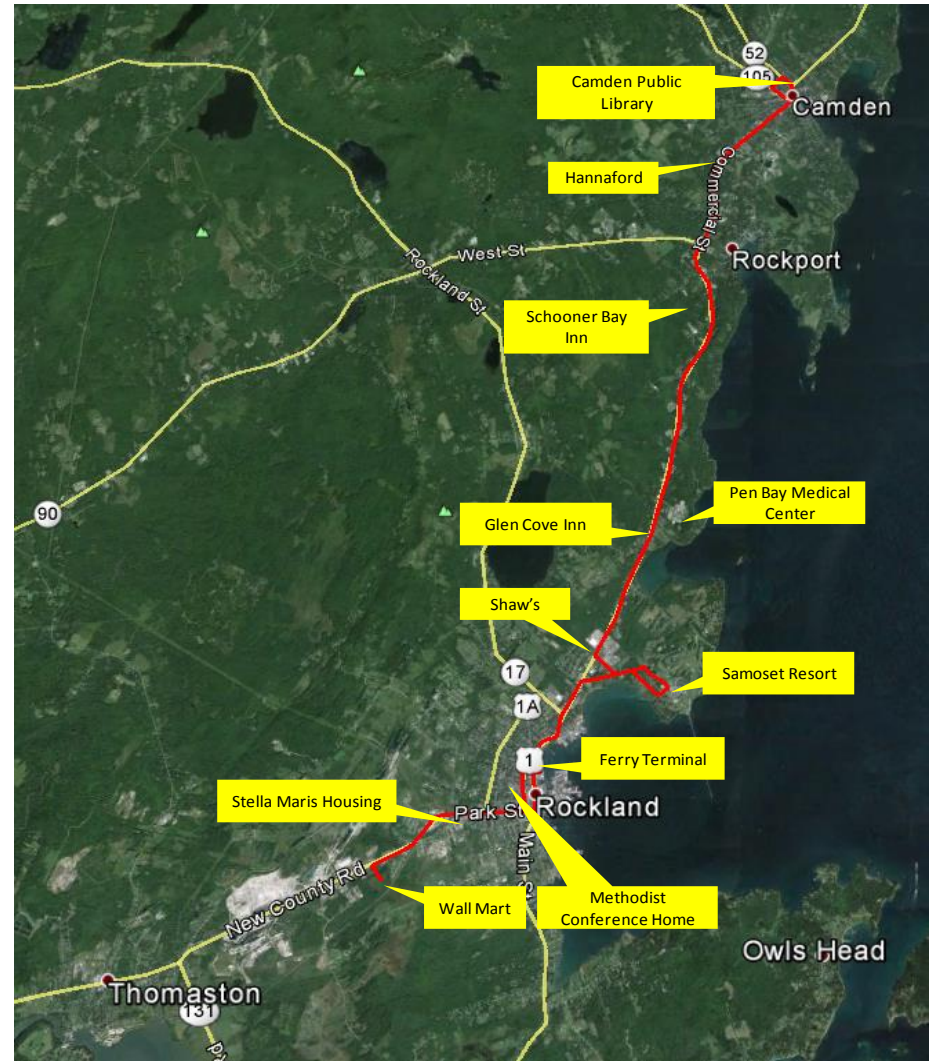 52
105
Camden Public
Library
Camden
Hannaford
Commercial St
West St
Rockport
Rockland St
Schooner Bay
Inn
90
Pen Bay Medical
Center
Glen Cove Inn
Shaw's
17
Samoset Resort
1A
1
Ferry Terminal
Stella Maris Housing
Park St
Rockland
Main St
New County Rd
Wall Mart
Methodist
Conference Home
Owls Head
Thomaston
131